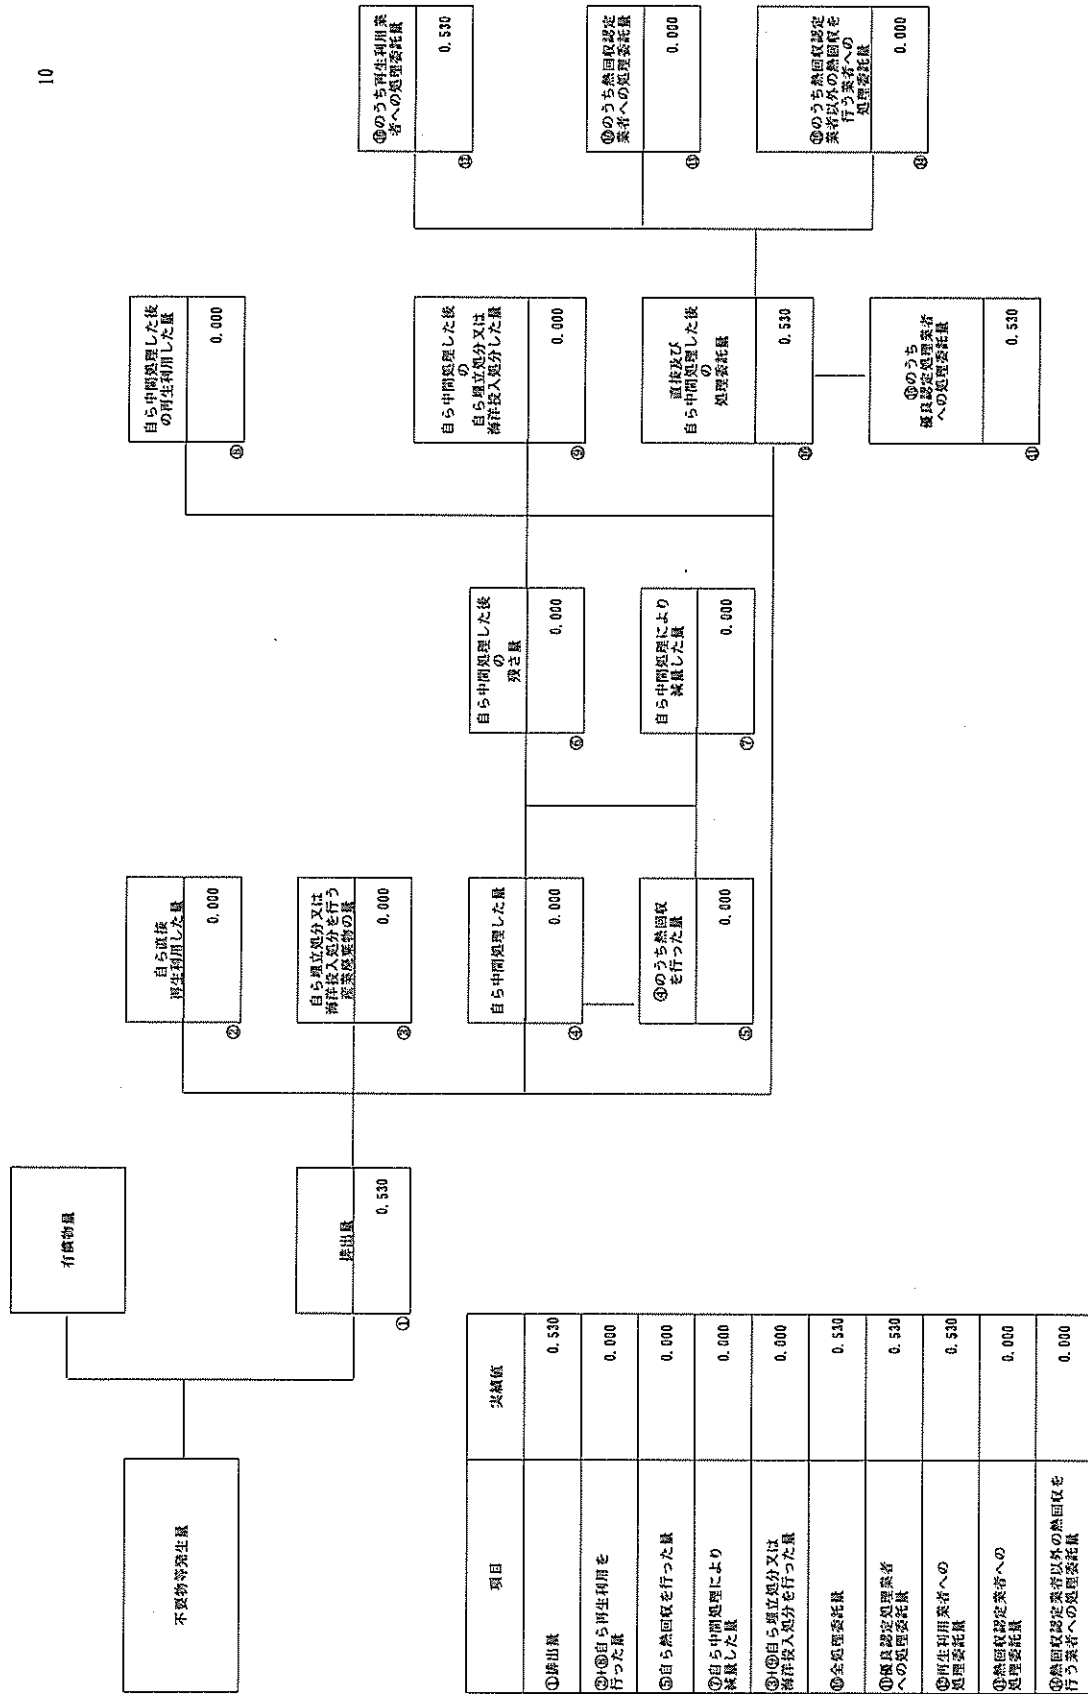 10
不要物等発生量
有償物量
排出量
① 0.530
自ら直接
再生利用した量
② 0.000
自ら埋立処分又は
海洋投入処分を行う
産業廃棄物の量
③ 0.000
自ら中間処理した量
④ 0.000
④のうち熱回収
を行った量
⑤ 0.000
自ら中間処理した後
の
残さ量
⑥ 0.000
自ら中間処理により
減量した量
⑦ 0.000
自ら中間処理した後
の再生利用した量
⑧ 0.000
自ら中間処理した後
の
自ら埋立処分又は
海洋投入処分した量
⑨ 0.000
直接及び
自ら中間処理した後
の
処理委託量
⑩ 0.530
⑩のうち
優良認定処理業者
への処理委託量
⑪ 0.530
⑩のうち再生利用業
者への処理委託量
⑫ 0.530
⑩のうち熱回収認定
業者への処理委託量
⑬ 0.000
⑩のうち熱回収認定
業者以外の熱回収を
行う業者への
処理委託量
⑭ 0.000
項目 実績値
①排出量 0.530
②+⑧自ら再生利用を
行った量 0.000
⑤自ら熱回収を行った量 0.000
⑦自ら中間処理により
減量した量 0.000
③+⑨自ら埋立処分又は
海洋投入処分を行った量 0.000
⑩全処理委託量 0.530
⑪優良認定処理業者
への処理委託量 0.530
⑫再生利用業者への
処理委託量 0.530
⑬熱回収認定業者への
処理委託量 0.000
⑭熱回収認定業者以外の熱回収を
行う業者への処理委託量 0.000